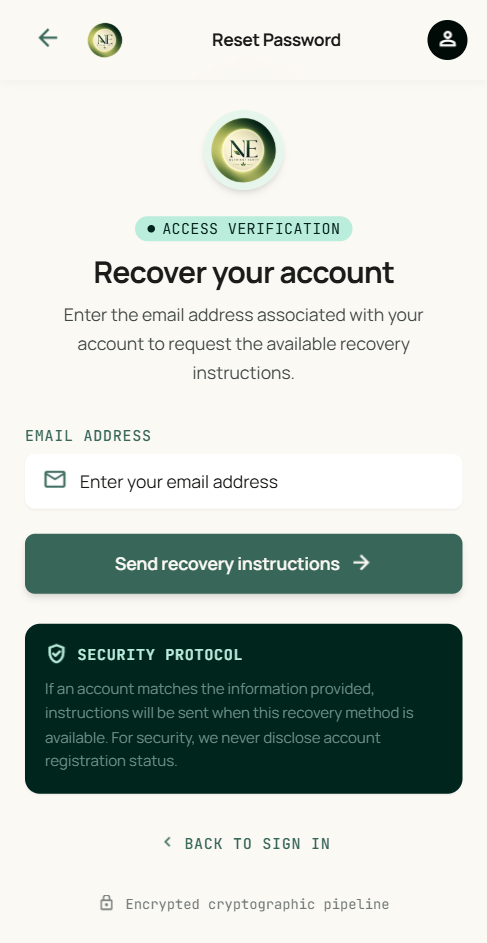 NE
Reset Password
NE
ACCESS VERIFICATION
Recover your account
Enter the email address associated with your
account to request the available recovery
instructions.
EMAIL ADDRESS
Enter your email address
Send recovery instructions
SECURITY PROTOCOL
If an account matches the information provided,
instructions will be sent when this recovery method is
available. For security, we never disclose account
registration status.
BACK TO SIGN IN
Encrypted cryptographic pipeline